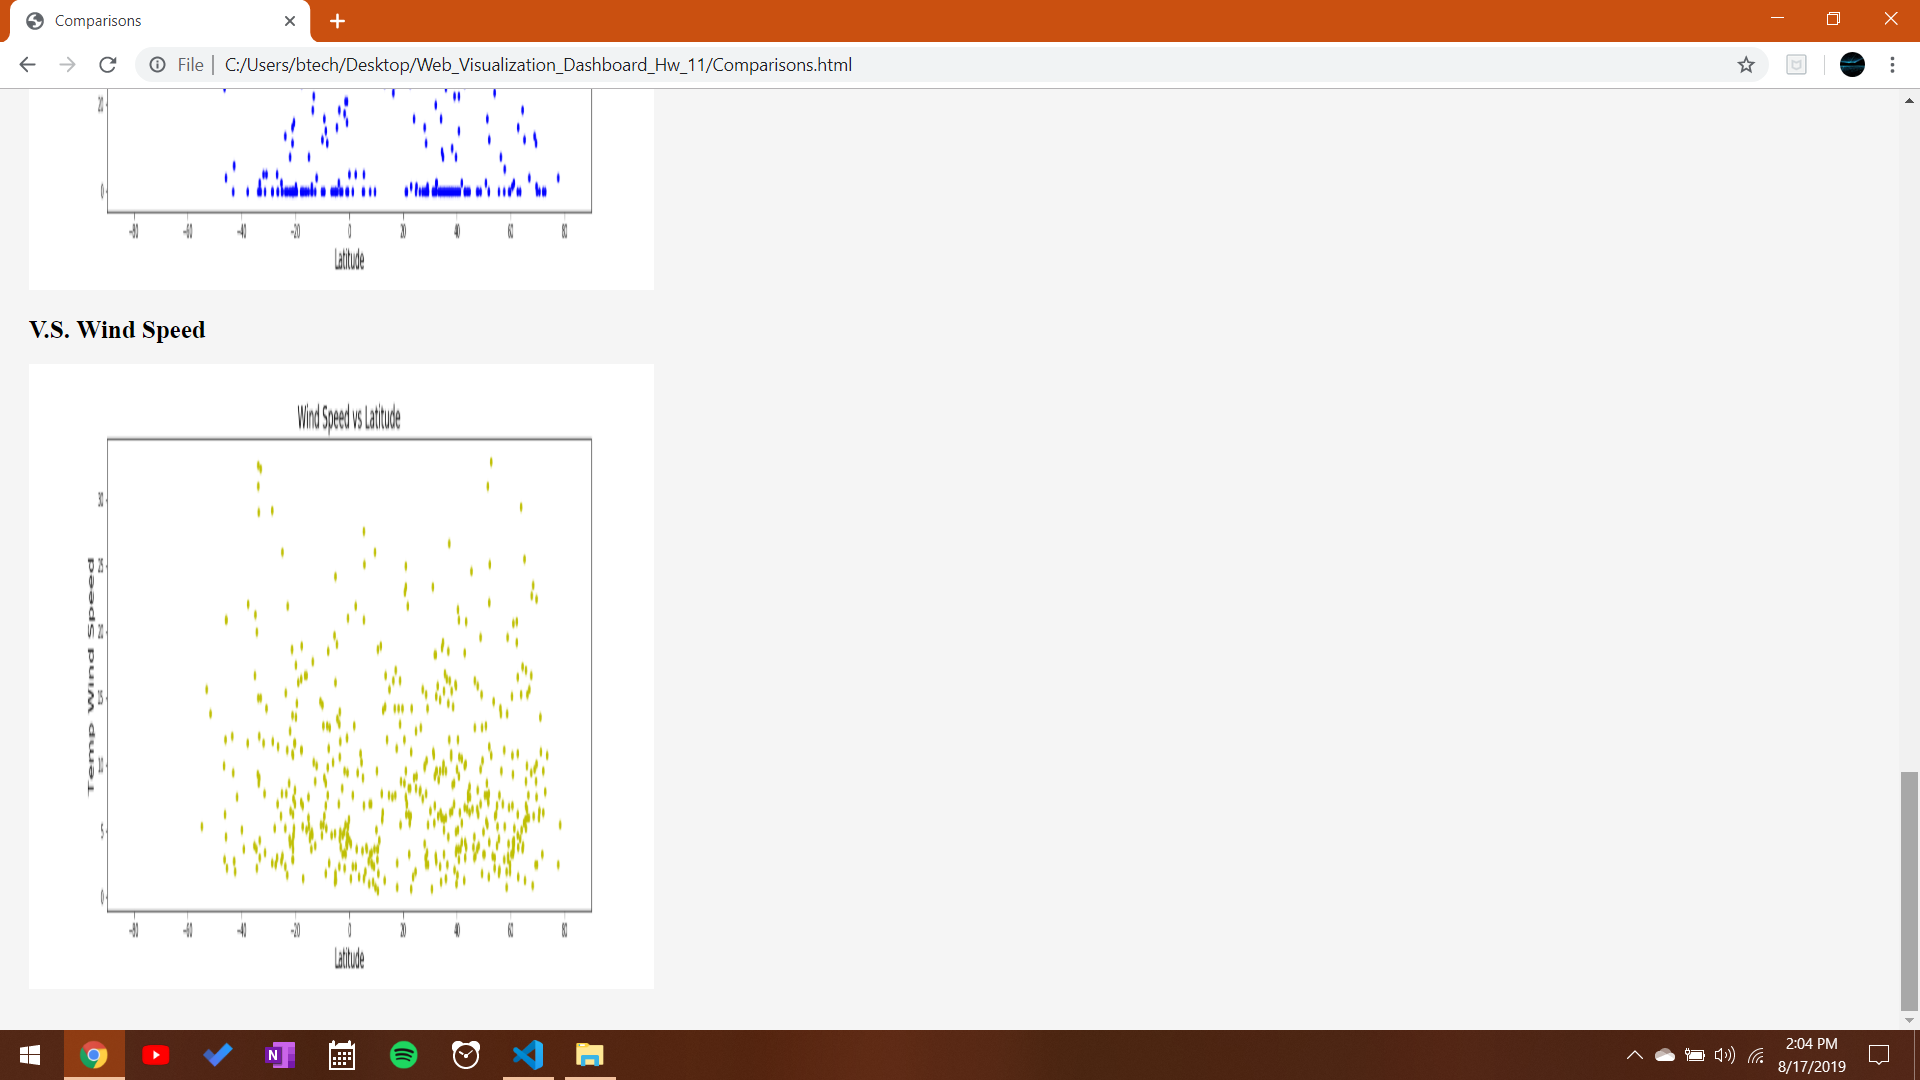 Comparisons
File | C:/Users/btech/Desktop/Web_Visualization_Dashboard_Hw_11/Comparisons.html
20
0
−80 −60 −40 −20 0 20 40 60 80
Latitude
V.S. Wind Speed
Wind Speed vs Latitude
Temp Wind Speed
30
25
20
15
10
5
0
−80 −60 −40 −20 0 20 40 60 80
Latitude
N
2:04 PM
8/17/2019